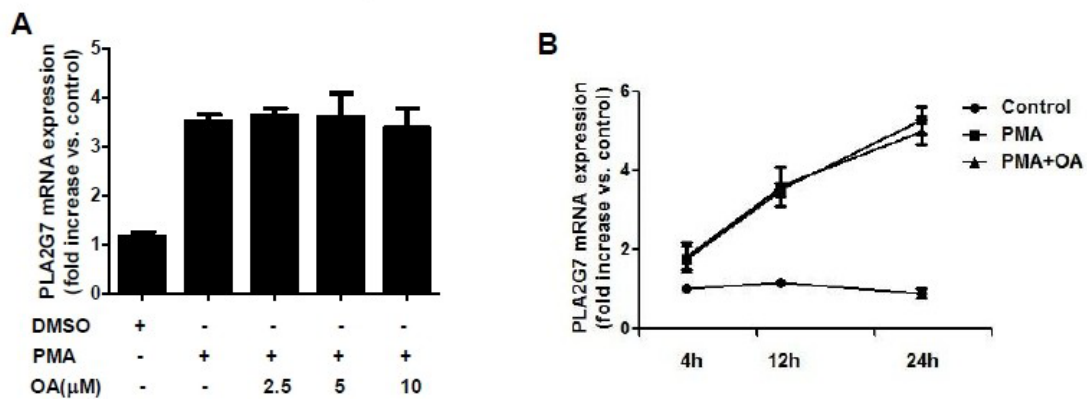 A
PLA2G7 mRNA expression
(fold increase vs. control)
5
4
3
2
1
0
DMSO + - - - -
PMA - + + + +
OA(μM) - - 2.5 5 10
B
PLA2G7 mRNA expression
(fold increase vs. control)
6
4
2
0
4h 12h 24h
Control
PMA
PMA+OA